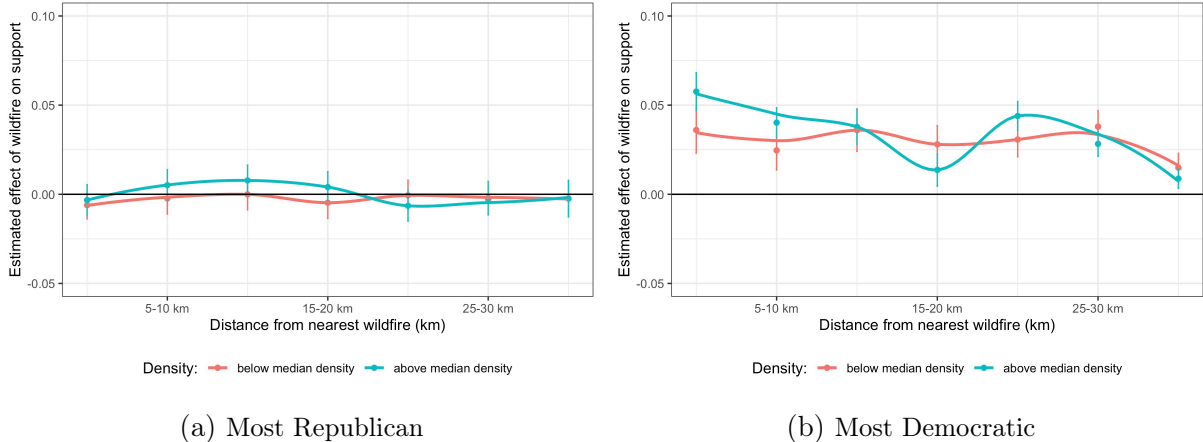 Estimated effect of wildfire on support
0.10
0.05
0.00
-0.05
5-10 km
15-20 km
25-30 km
Distance from nearest wildfire (km)
Density: below median density above median density
(a) Most Republican
Estimated effect of wildfire on support
0.10
0.05
0.00
-0.05
5-10 km
15-20 km
25-30 km
Distance from nearest wildfire (km)
Density: below median density above median density
(b) Most Democratic